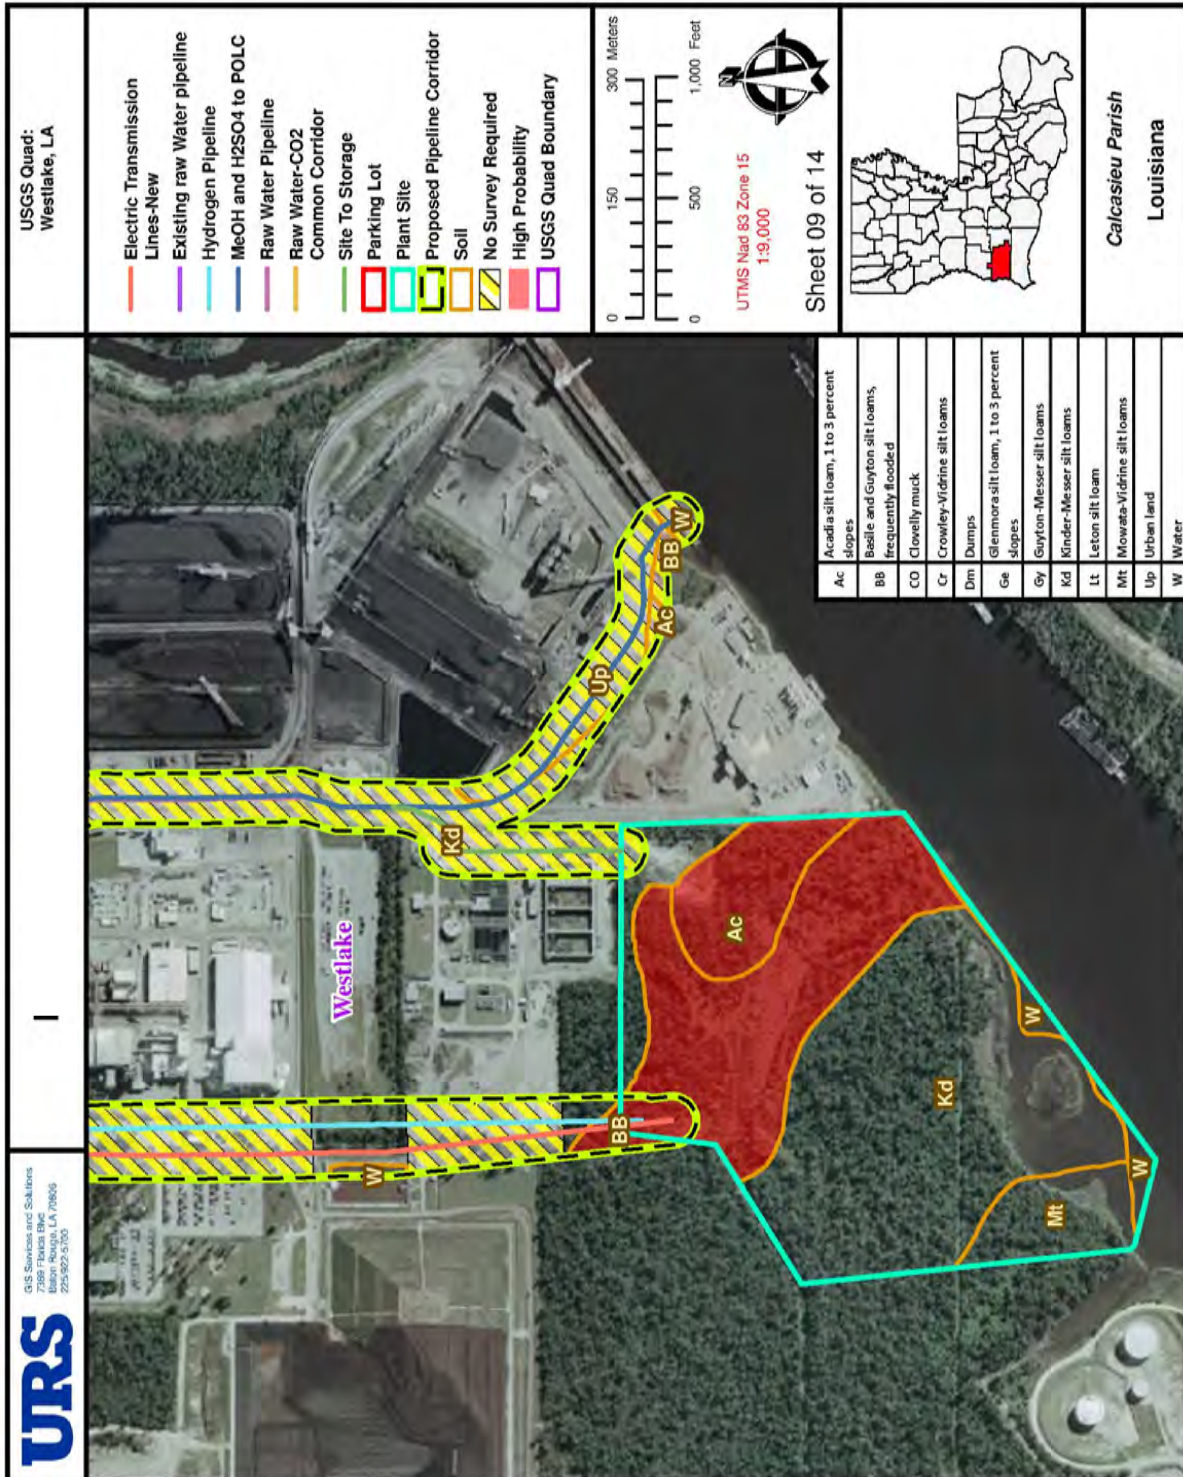 URS
GIS Services and Solutions
7389 Florida Blvd
Baton Rouge, LA 70806
225/922-5700
USGS Quad:
Westlake, LA
Electric Transmission
Lines-New
Existing raw Water pipeline
Hydrogen Pipeline
MeOH and H2SO4 to POLC
Raw Water Pipeline
Raw Water-CO2
Common Corridor
Site To Storage
Parking Lot
Plant Site
Proposed Pipeline Corridor
Soil
No Survey Required
High Probability
USGS Quad Boundary
0 150 300 Meters
0 500 1,000 Feet
N
UTMS Nad 83 Zone 15
1:9,000
Sheet 09 of 14
Calcasieu Parish
Louisiana
Westlake
W
BB
Kd
Up
Ac
BB
W
Ac
Kd
Mt
W
W
Ac Acadia silt loam, 1 to 3 percent
slopes
BB Basile and Guyton silt loams,
frequently flooded
CO Clovelly muck
Cr Crowley-Vidrine silt loams
Dm Dumps
Ge Glenmora silt loam, 1 to 3 percent
slopes
Gy Guyton-Messer silt loams
Kd Kinder-Messer silt loams
Lt Leton silt loam
Mt Mowata-Vidrine silt loams
Up Urban land
W Water